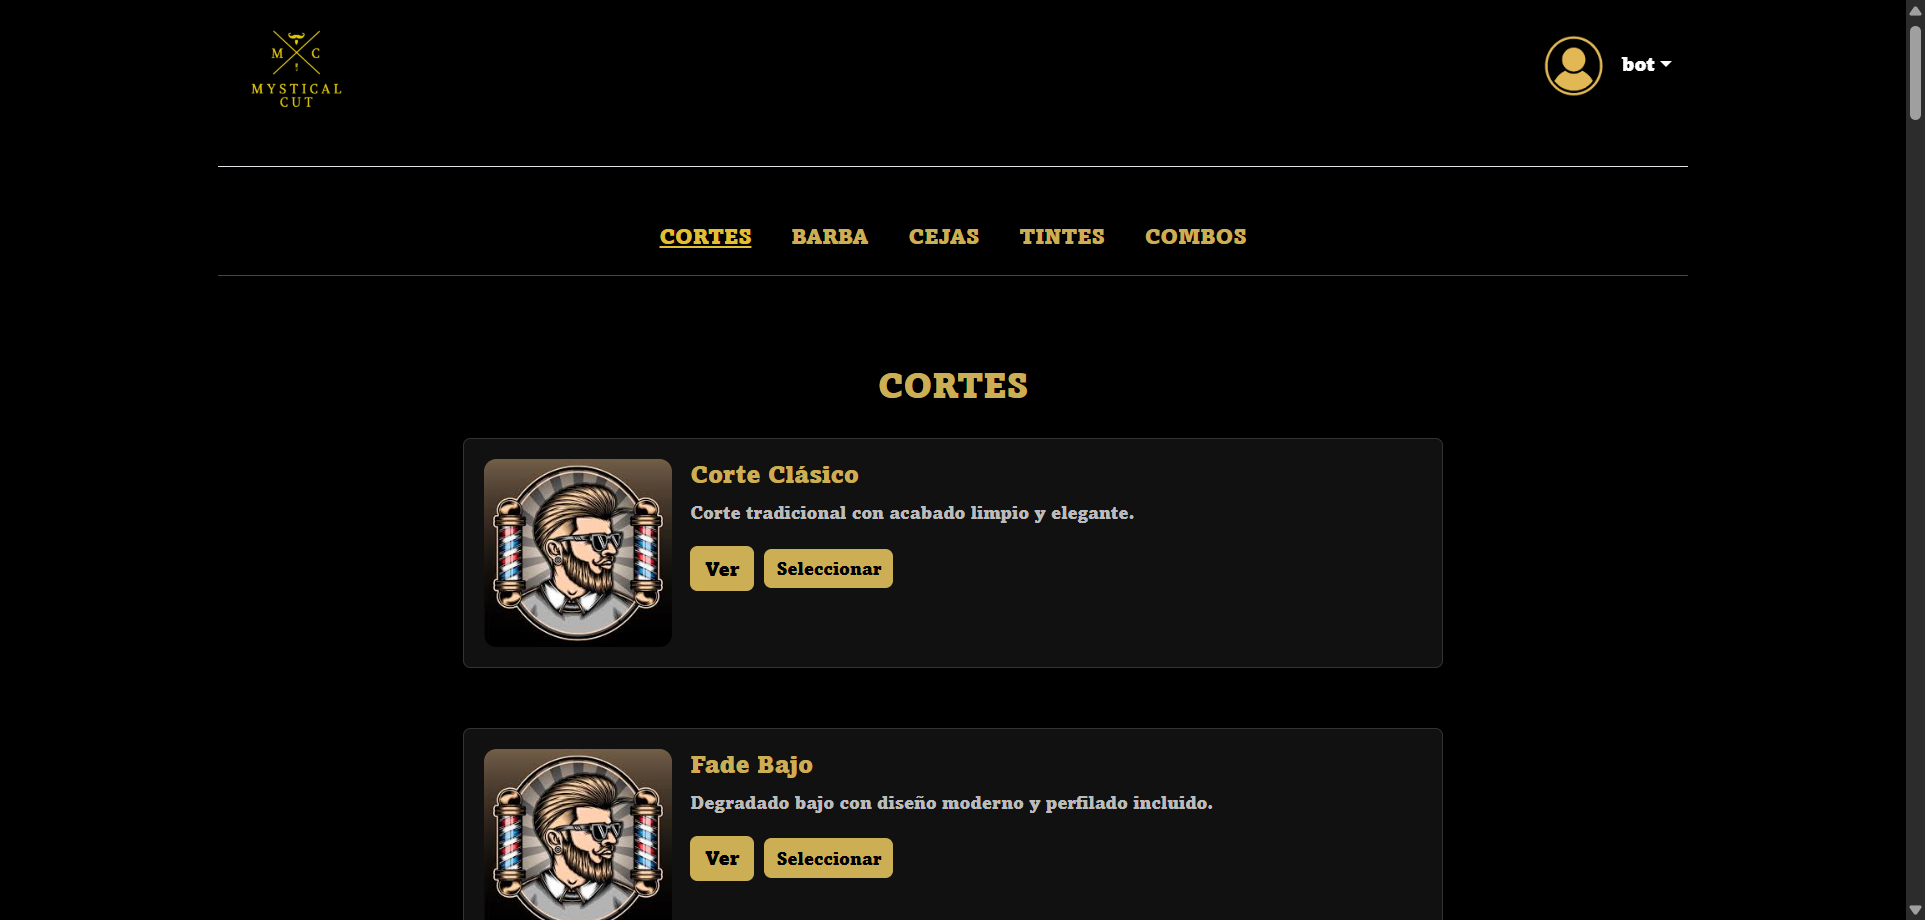 M C
MYSTICAL
CUT
bot
CORTES BARBA CEJAS TINTES COMBOS
CORTES
Corte Clásico
Corte tradicional con acabado limpio y elegante.
Ver Seleccionar
Fade Bajo
Degradado bajo con diseño moderno y perfilado incluido.
Ver Seleccionar